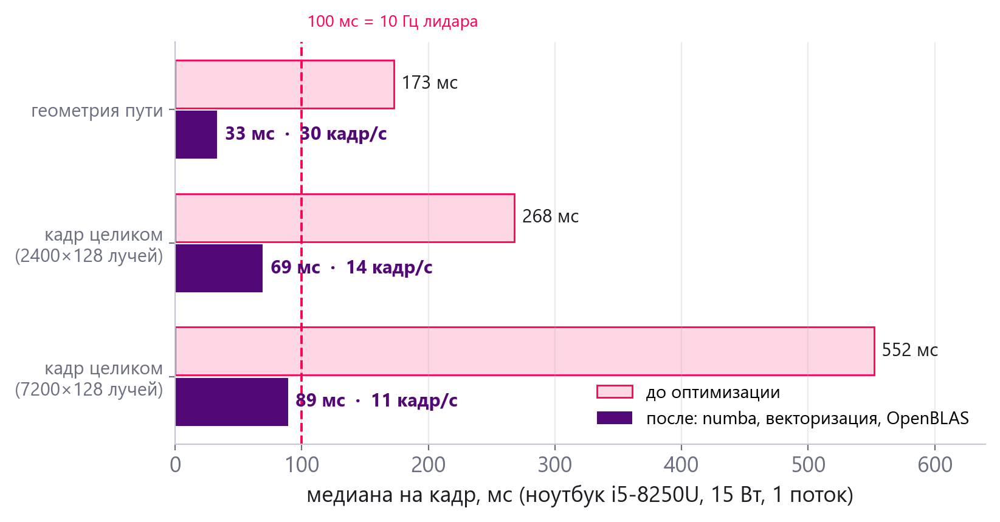 100 мс = 10 Гц лидара
173 мс
геометрия пути
33 мс · 30 кадр/с
268 мс
кадр целиком
(2400×128 лучей)
69 мс · 14 кадр/с
552 мс
кадр целиком
(7200×128 лучей)
89 мс · 11 кадр/с
до оптимизации
после: numba, векторизация, OpenBLAS
0 100 200 300 400 500 600
медиана на кадр, мс (ноутбук i5-8250U, 15 Вт, 1 поток)